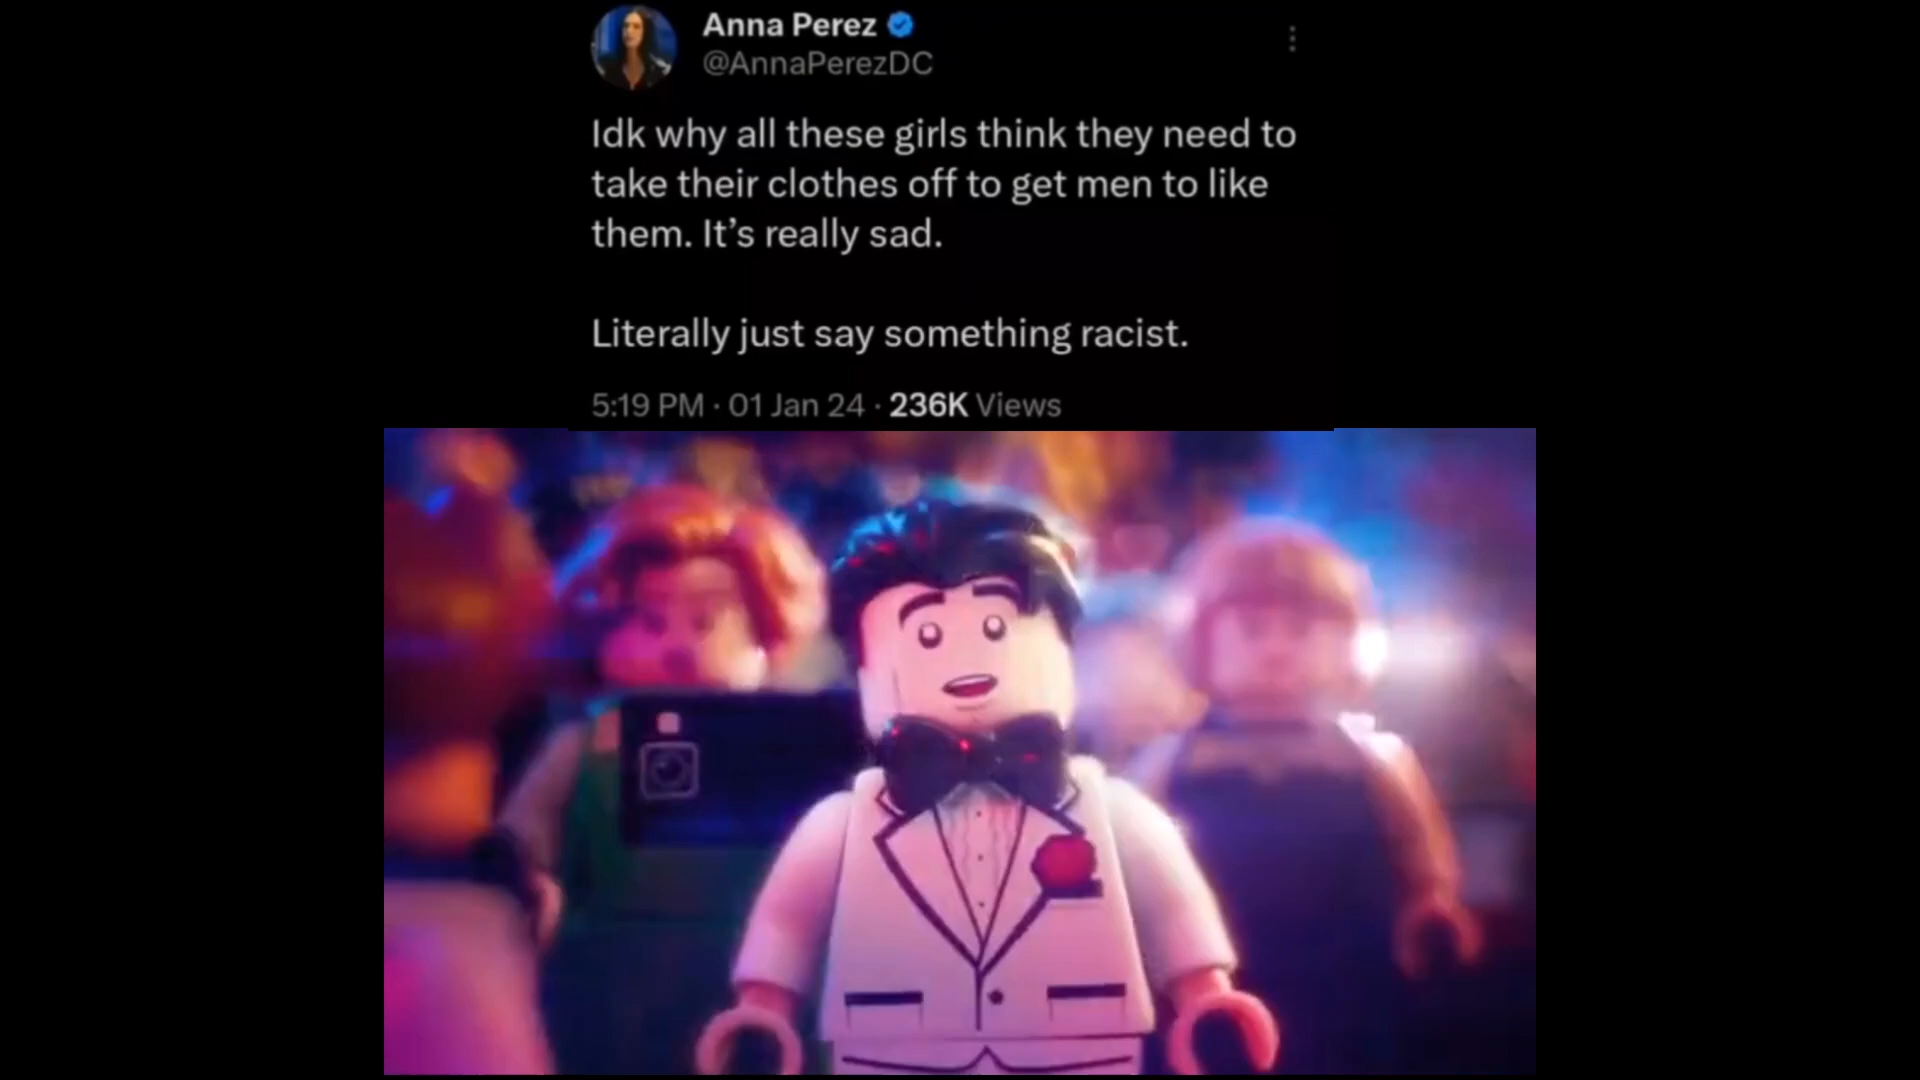 Anna Perez
@AnnaPerezDC
Idk why all these girls think they need to
take their clothes off to get men to like
them. It’s really sad.
Literally just say something racist.
5:19 PM · 01 Jan 24 · 236K Views